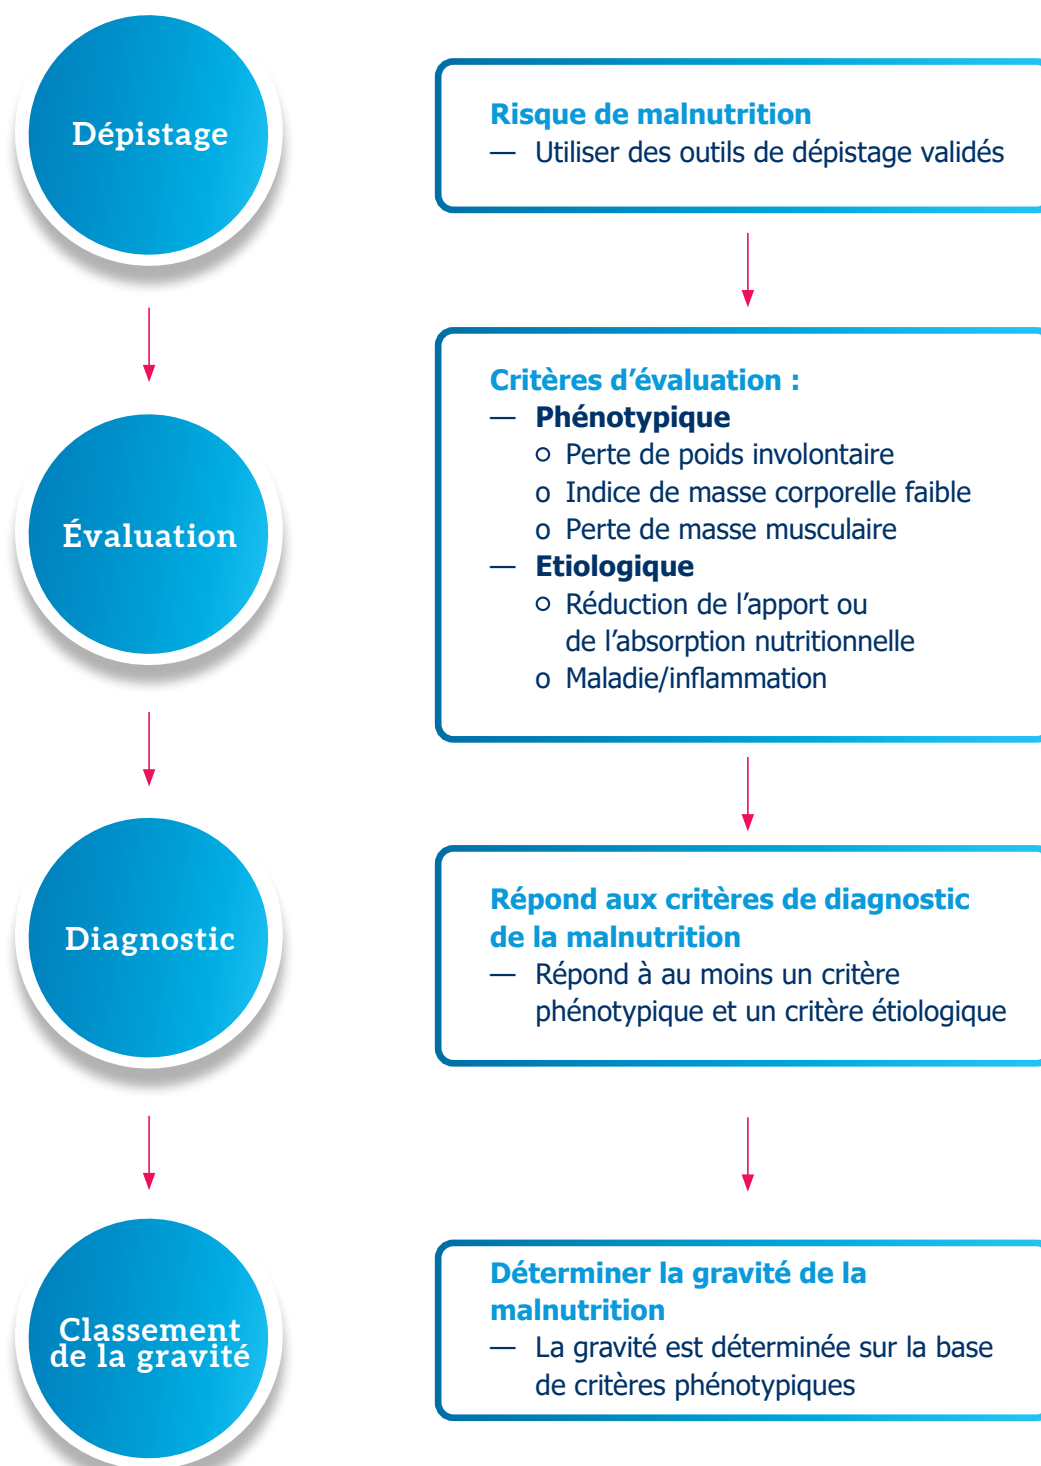 Dépistage
Risque de malnutrition
— Utiliser des outils de dépistage validés
Évaluation
Critères d’évaluation :
— Phénotypique
o Perte de poids involontaire
o Indice de masse corporelle faible
o Perte de masse musculaire
— Etiologique
o Réduction de l’apport ou
de l’absorption nutritionnelle
o Maladie/inflammation
Diagnostic
Répond aux critères de diagnostic
de la malnutrition
— Répond à au moins un critère
phénotypique et un critère étiologique
Classement
de la gravité
Déterminer la gravité de la
malnutrition
— La gravité est déterminée sur la base
de critères phénotypiques